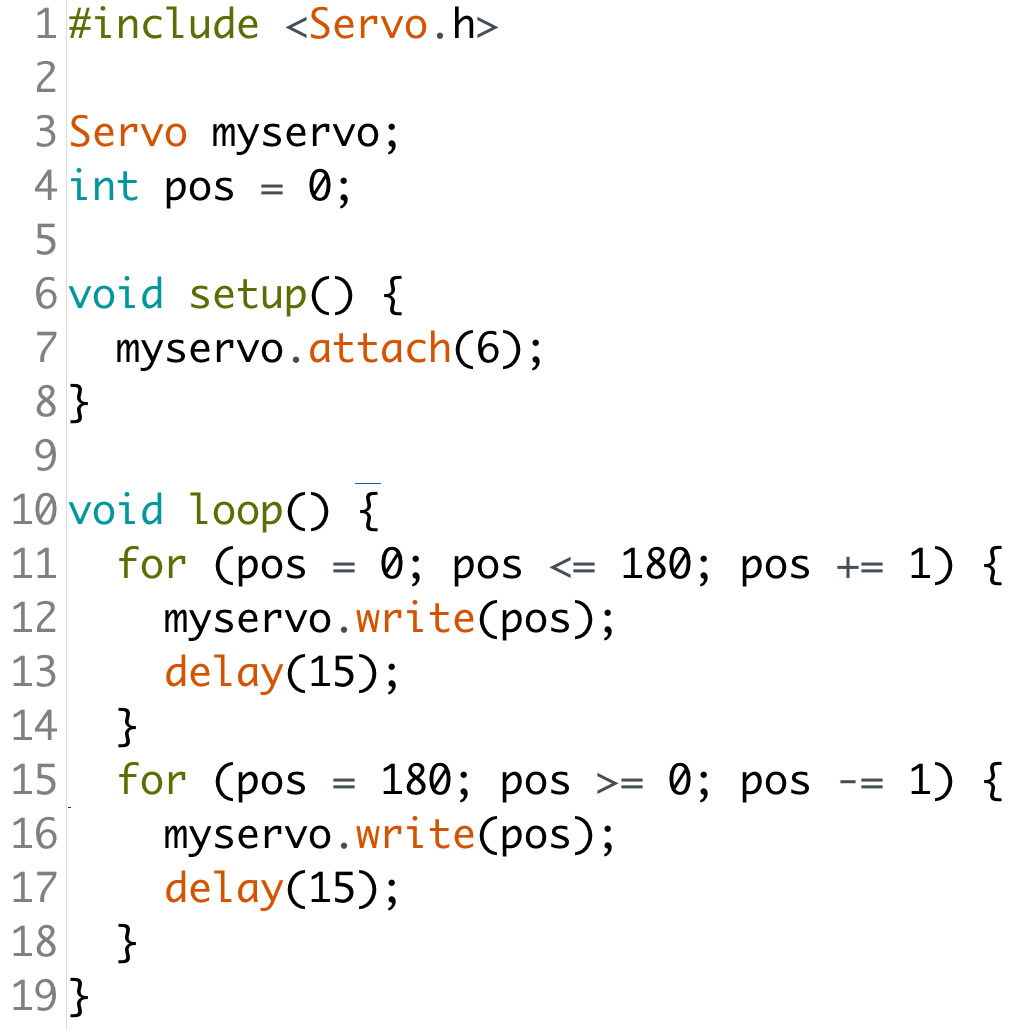 1 #include <Servo.h>
2
3 Servo myservo;
4 int pos = 0;
5
6 void setup() {
7   myservo.attach(6);
8 }
9
10 void loop() {
11   for (pos = 0; pos <= 180; pos += 1) {
12     myservo.write(pos);
13     delay(15);
14   }
15   for (pos = 180; pos >= 0; pos -= 1) {
16     myservo.write(pos);
17     delay(15);
18   }
19 }